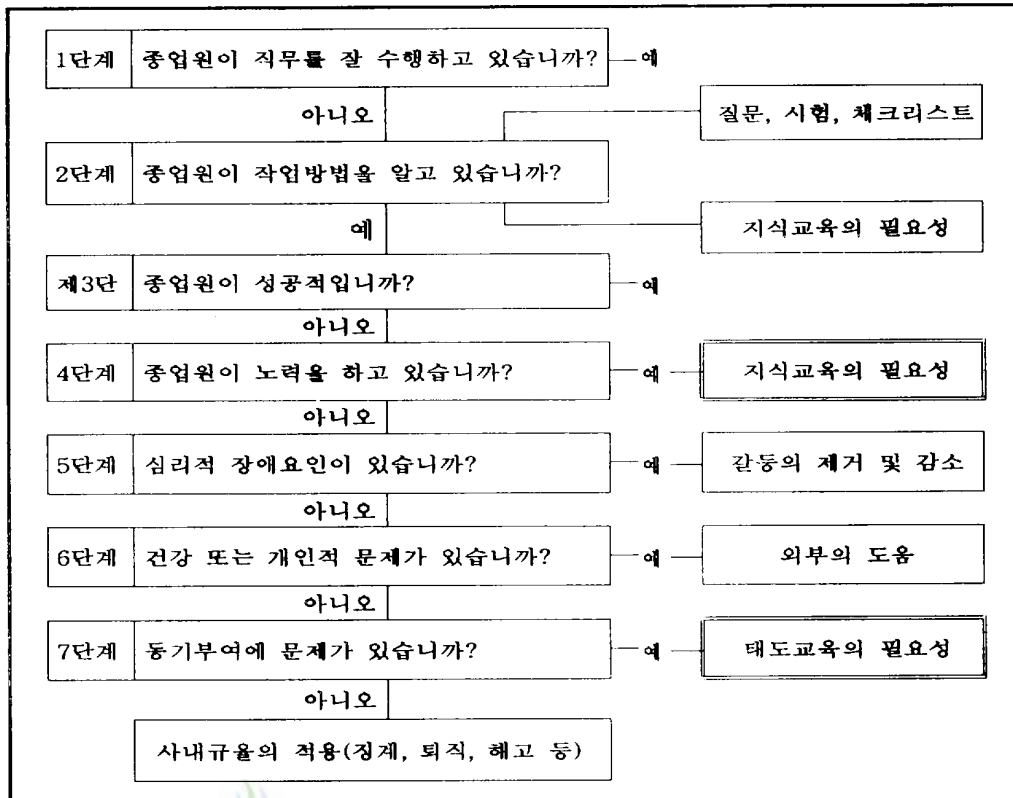 1단계 종업원이 직무를 잘 수행하고 있습니까? 예
아니오
질문, 시험, 체크리스트
2단계 종업원이 작업방법을 알고 있습니까?
예
지식교육의 필요성
제3단 종업원이 성공적입니까? 예
아니오
4단계 종업원이 노력을 하고 있습니까? 예 지식교육의 필요성
아니오
5단계 심리적 장애요인이 있습니까? 예 갈등의 제거 및 감소
아니오
6단계 건강 또는 개인적 문제가 있습니까? 예 외부의 도움
아니오
7단계 동기부여에 문제가 있습니까? 예 태도교육의 필요성
아니오
사내규율의 적용(징계, 퇴직, 해고 등)